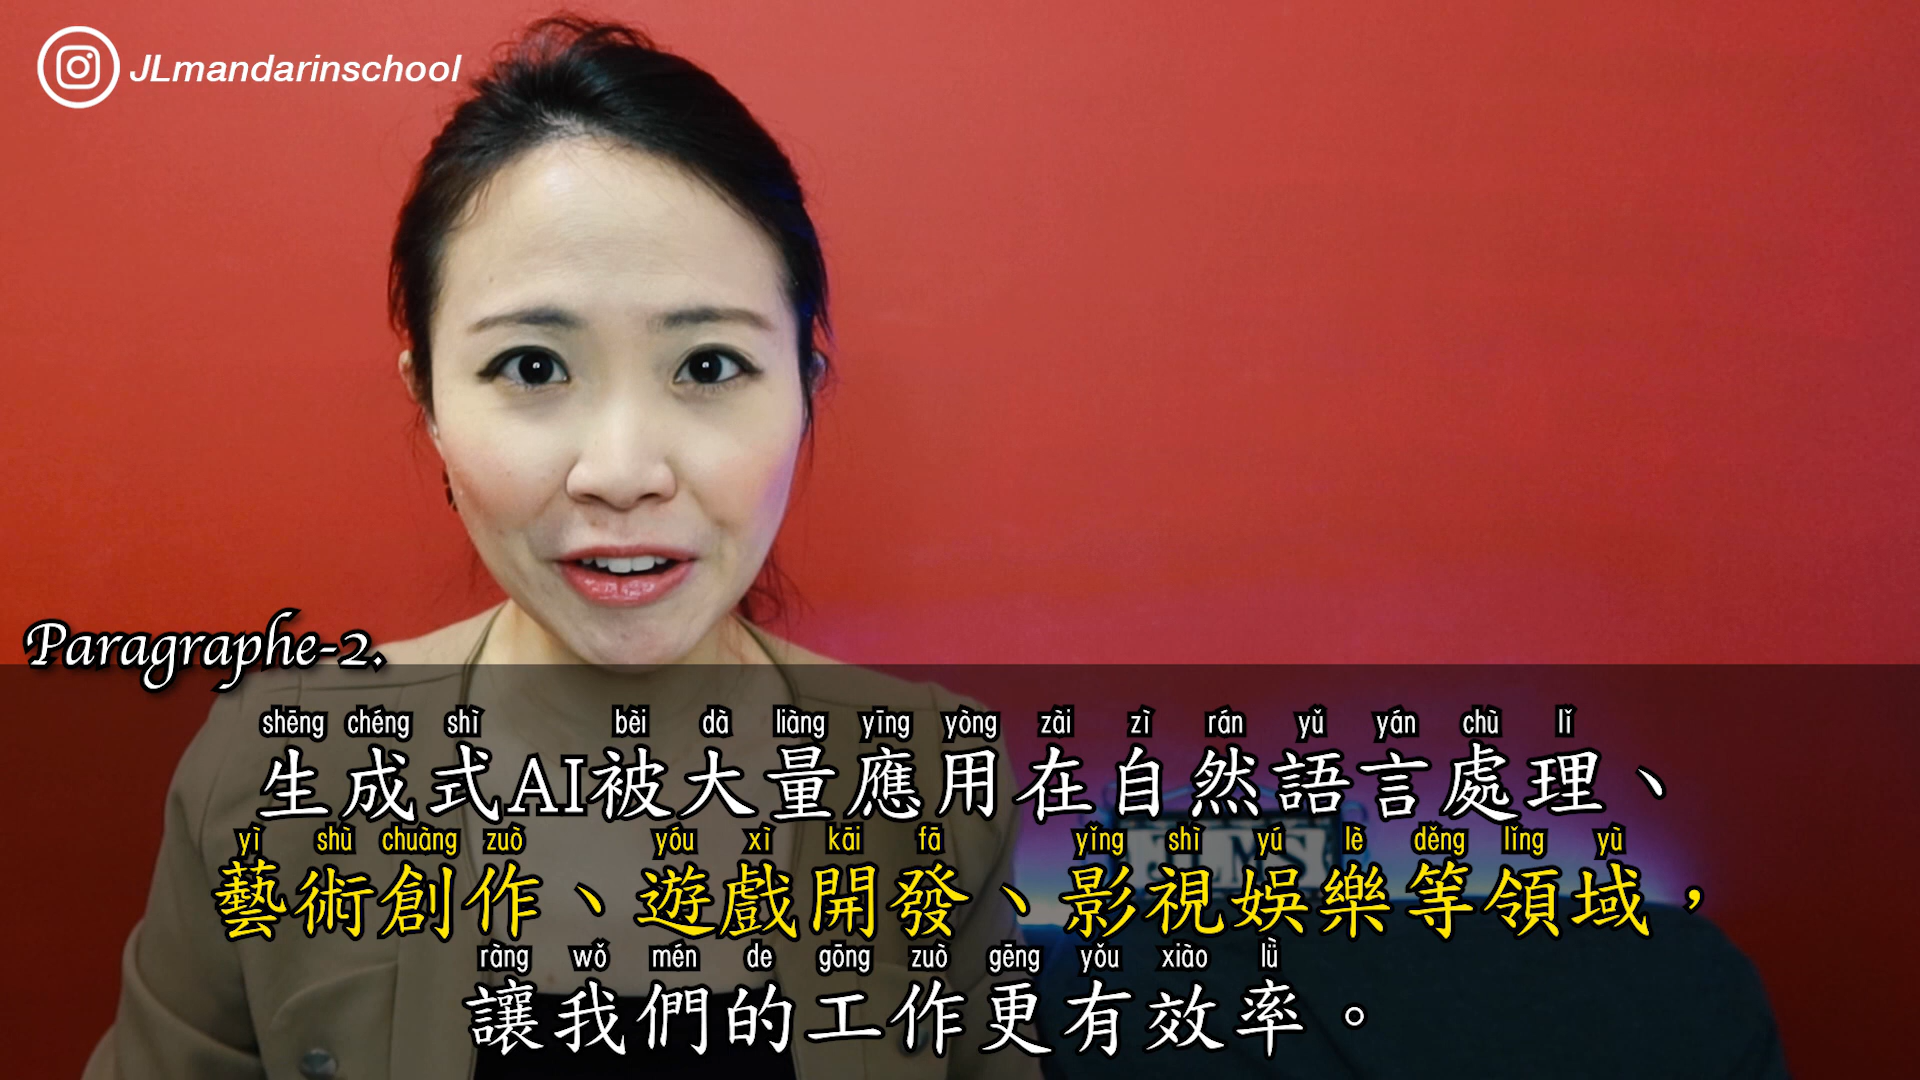 JLmandarinschool
Paragraphe-2.
shēng chéng shì bèi dà liàng yīng yòng zāi zì rán yǔ yán chù lǐ
生成式AI被大量應用在自然語言處理、
yì shù chuàng zuò yóu xì kāi fā yǐng shì yú lè děng lǐng yù
藝術創作、遊戲開發、影視娛樂等領域，
ràng wǒ mén de gōng zuò gēng yǒu xiào lǜ
讓我們的工作更有效率。